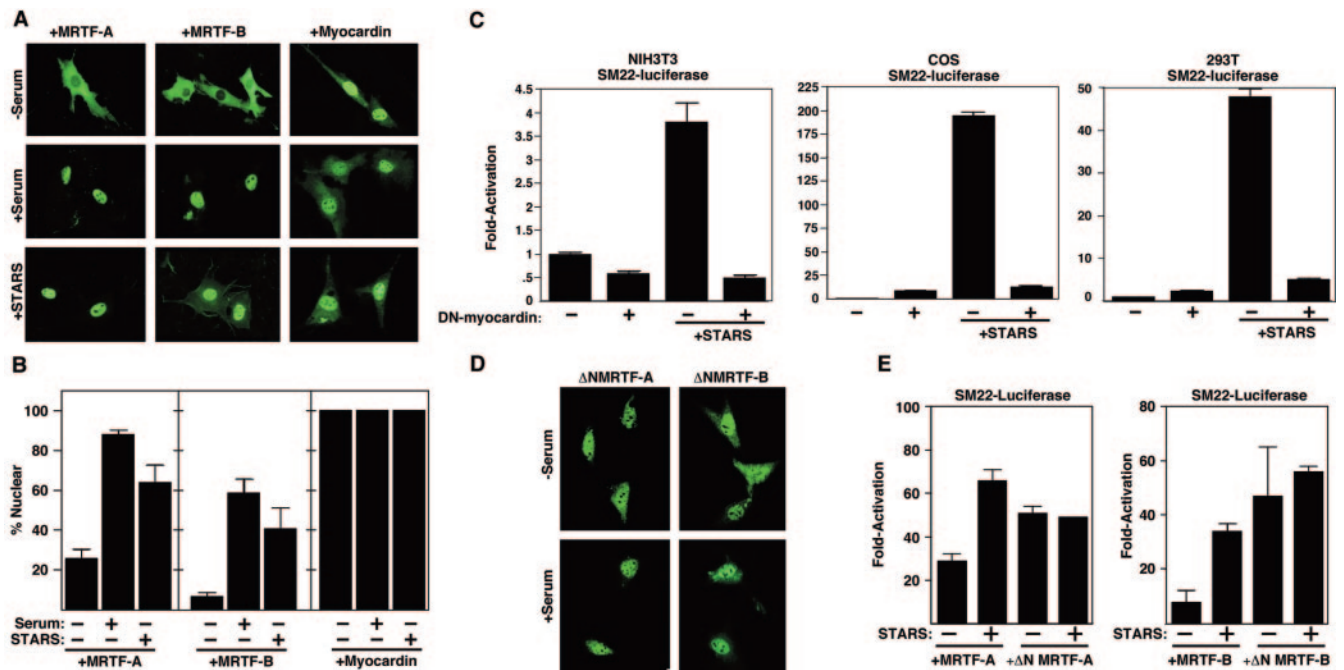 A
+MRTF-A +MRTF-B +Myocardin
-Serum
+Serum
+STARS
B
% Nuclear
100
80
60
40
20
Serum: − + − − + − − + −
STARS: − − + − − + − − +
+MRTF-A +MRTF-B +Myocardin
C
NIH3T3
SM22-luciferase
Fold-Activation
4.5
4
3.5
3
2.5
2
1.5
1
.5
0
DN-myocardin: − + − +
+STARS
COS
SM22-luciferase
225
200
175
150
125
100
75
50
25
0
− + − +
+STARS
293T
SM22-luciferase
50
40
30
20
10
0
− + − +
+STARS
D
ΔNMRTF-A ΔNMRTF-B
-Serum
+Serum
E
SM22-Luciferase
Fold-Activation
100
80
60
40
20
STARS: − + − +
+MRTF-A +ΔN MRTF-A
SM22-Luciferase
Fold-Activation
80
60
40
20
STARS: − + − +
+MRTF-B +ΔN MRTF-B